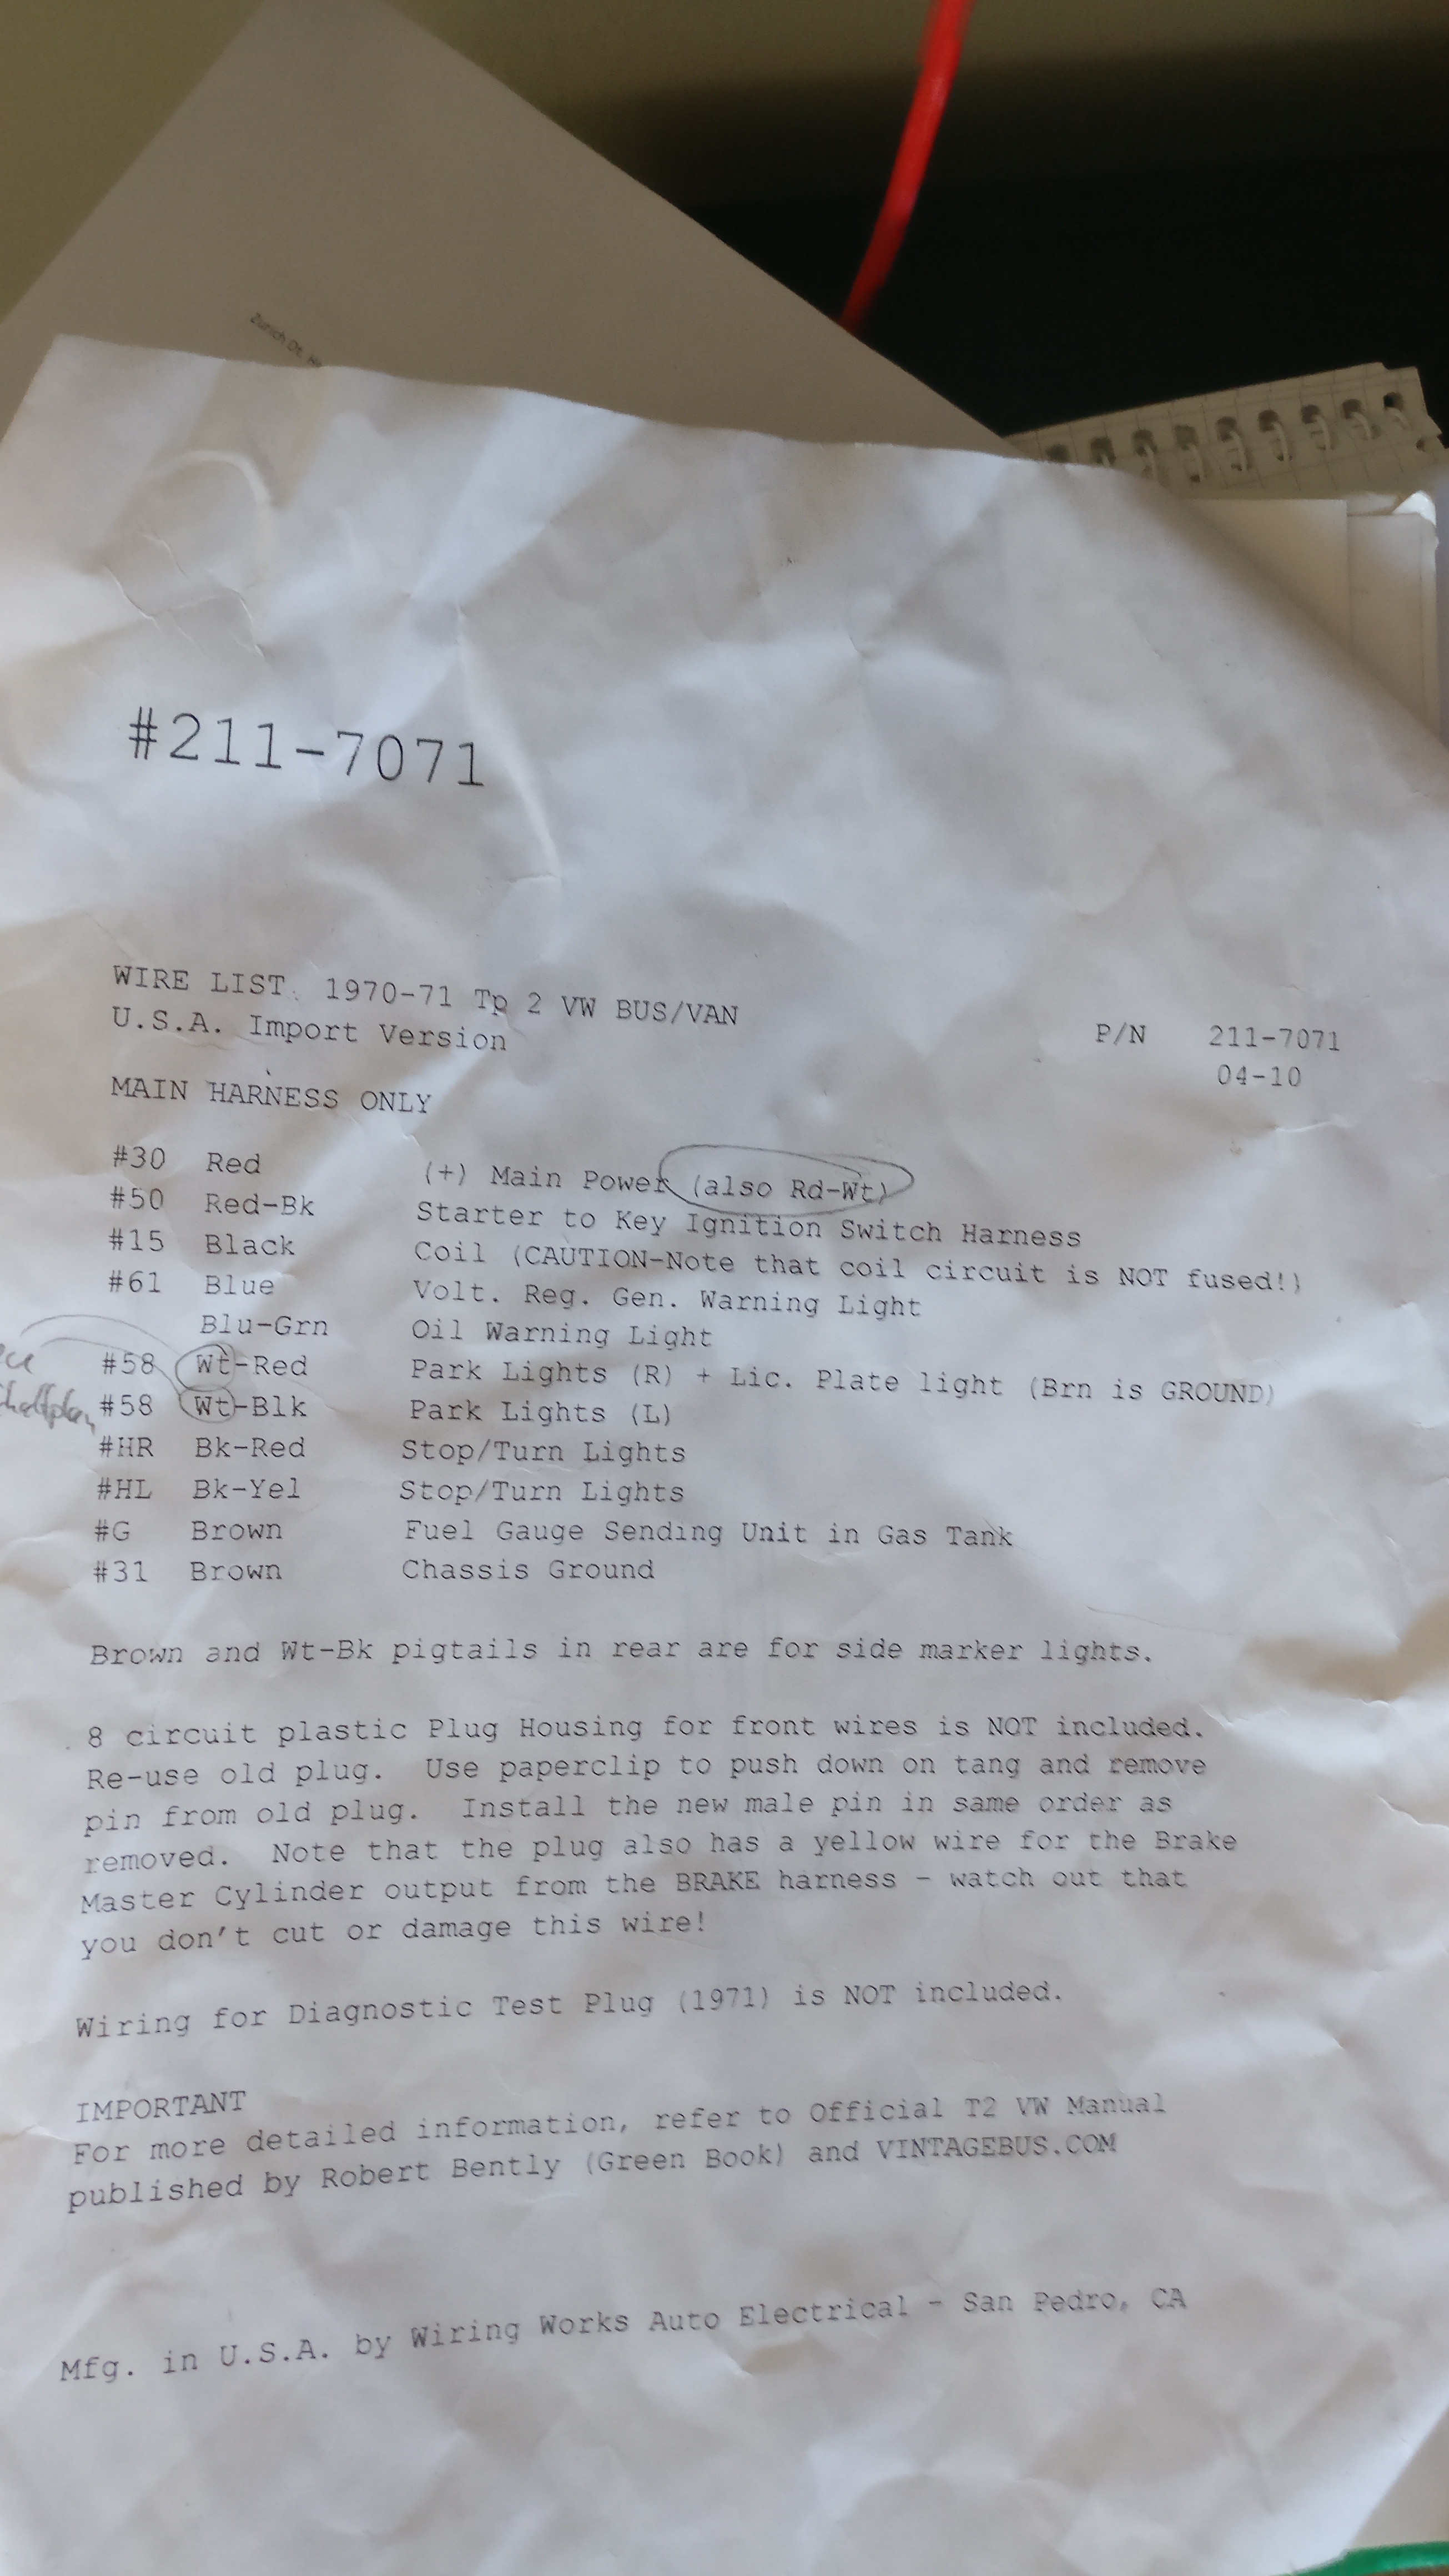 Zürich Dt.
#211-7071
WIRE LIST 1970-71 Tp 2 VW BUS/VAN
U.S.A. Import Version
P/N 211-7071
04-10
MAIN HARNESS ONLY
#30 Red (+) Main Power (also Rd-Wt)
#50 Red-Bk Starter to Key Ignition Switch Harness
#15 Black Coil (CAUTION-Note that coil circuit is NOT fused!)
#61 Blue Volt. Reg. Gen. Warning Light
Blu-Grn Oil Warning Light
#58 Wt-Red Park Lights (R) + Lic. Plate light (Brn is GROUND)
#58 Wt-Blk Park Lights (L)
#HR Bk-Red Stop/Turn Lights
#HL Bk-Yel Stop/Turn Lights
#G Brown Fuel Gauge Sending Unit in Gas Tank
#31 Brown Chassis Ground
Brown and Wt-Bk pigtails in rear are for side marker lights.
8 circuit plastic Plug Housing for front wires is NOT included.
Re-use old plug. Use paperclip to push down on tang and remove
pin from old plug. Install the new male pin in same order as
removed. Note that the plug also has a yellow wire for the Brake
Master Cylinder output from the BRAKE harness - watch out that
you don't cut or damage this wire!
Wiring for Diagnostic Test Plug (1971) is NOT included.
IMPORTANT
For more detailed information, refer to Official T2 VW Manual
published by Robert Bently (Green Book) and VINTAGEBUS.COM
Mfg. in U.S.A. by Wiring Works Auto Electrical - San Pedro, CA